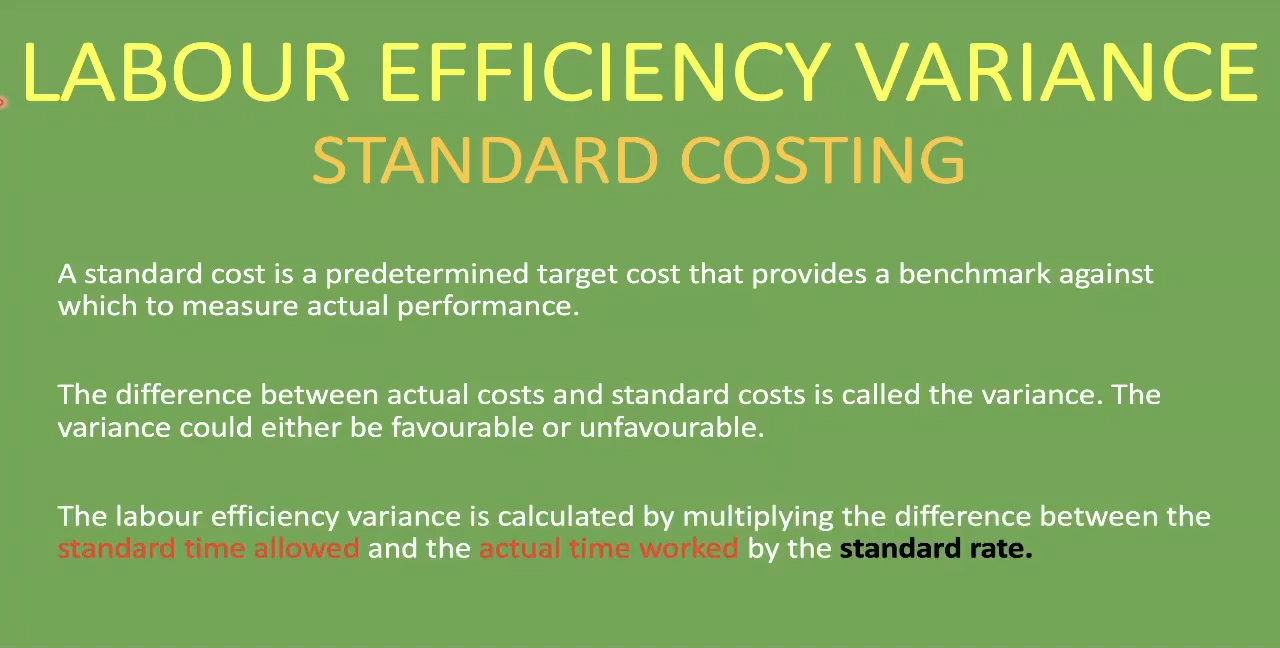 LABOUR EFFICIENCY VARIANCE
STANDARD COSTING
A standard cost is a predetermined target cost that provides a benchmark against
which to measure actual performance.
The difference between actual costs and standard costs is called the variance. The
variance could either be favourable or unfavourable.
The labour efficiency variance is calculated by multiplying the difference between the
standard time allowed and the actual time worked by the standard rate.